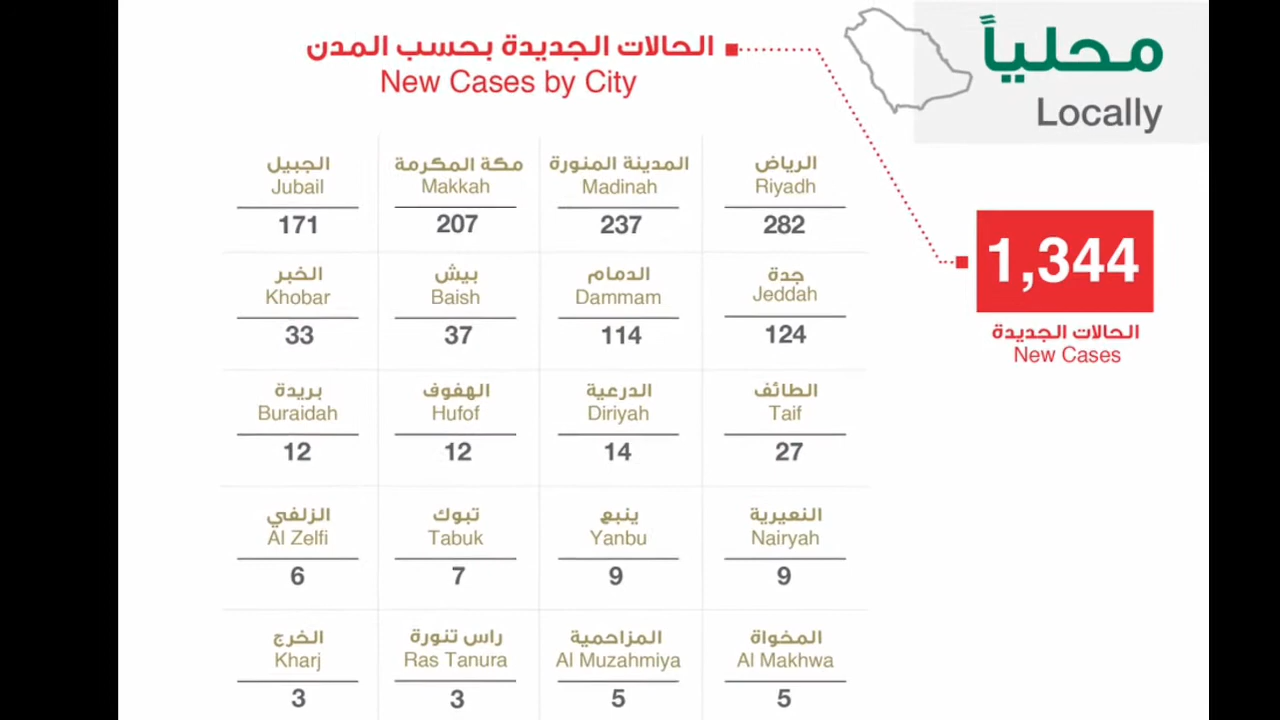 محلياً
Locally
الحالات الجديدة بحسب المدن
New Cases by City
1,344
الحالات الجديدة
New Cases
الرياض
Riyadh
282
المدينة المنورة
Madinah
237
مكة المكرمة
Makkah
207
الجبيل
Jubail
171
جدة
Jeddah
124
الدمام
Dammam
114
بيش
Baish
37
الخبر
Khobar
33
الطائف
Taif
27
الدرعية
Diriyah
14
الهفوف
Hufof
12
بريدة
Buraidah
12
النعيرية
Nairyah
9
ينبع
Yanbu
9
تبوك
Tabuk
7
الزلفي
Al Zelfi
6
المخواة
Al Makhwa
5
المزاحمية
Al Muzahmiya
5
راس تنورة
Ras Tanura
3
الخرج
Kharj
3